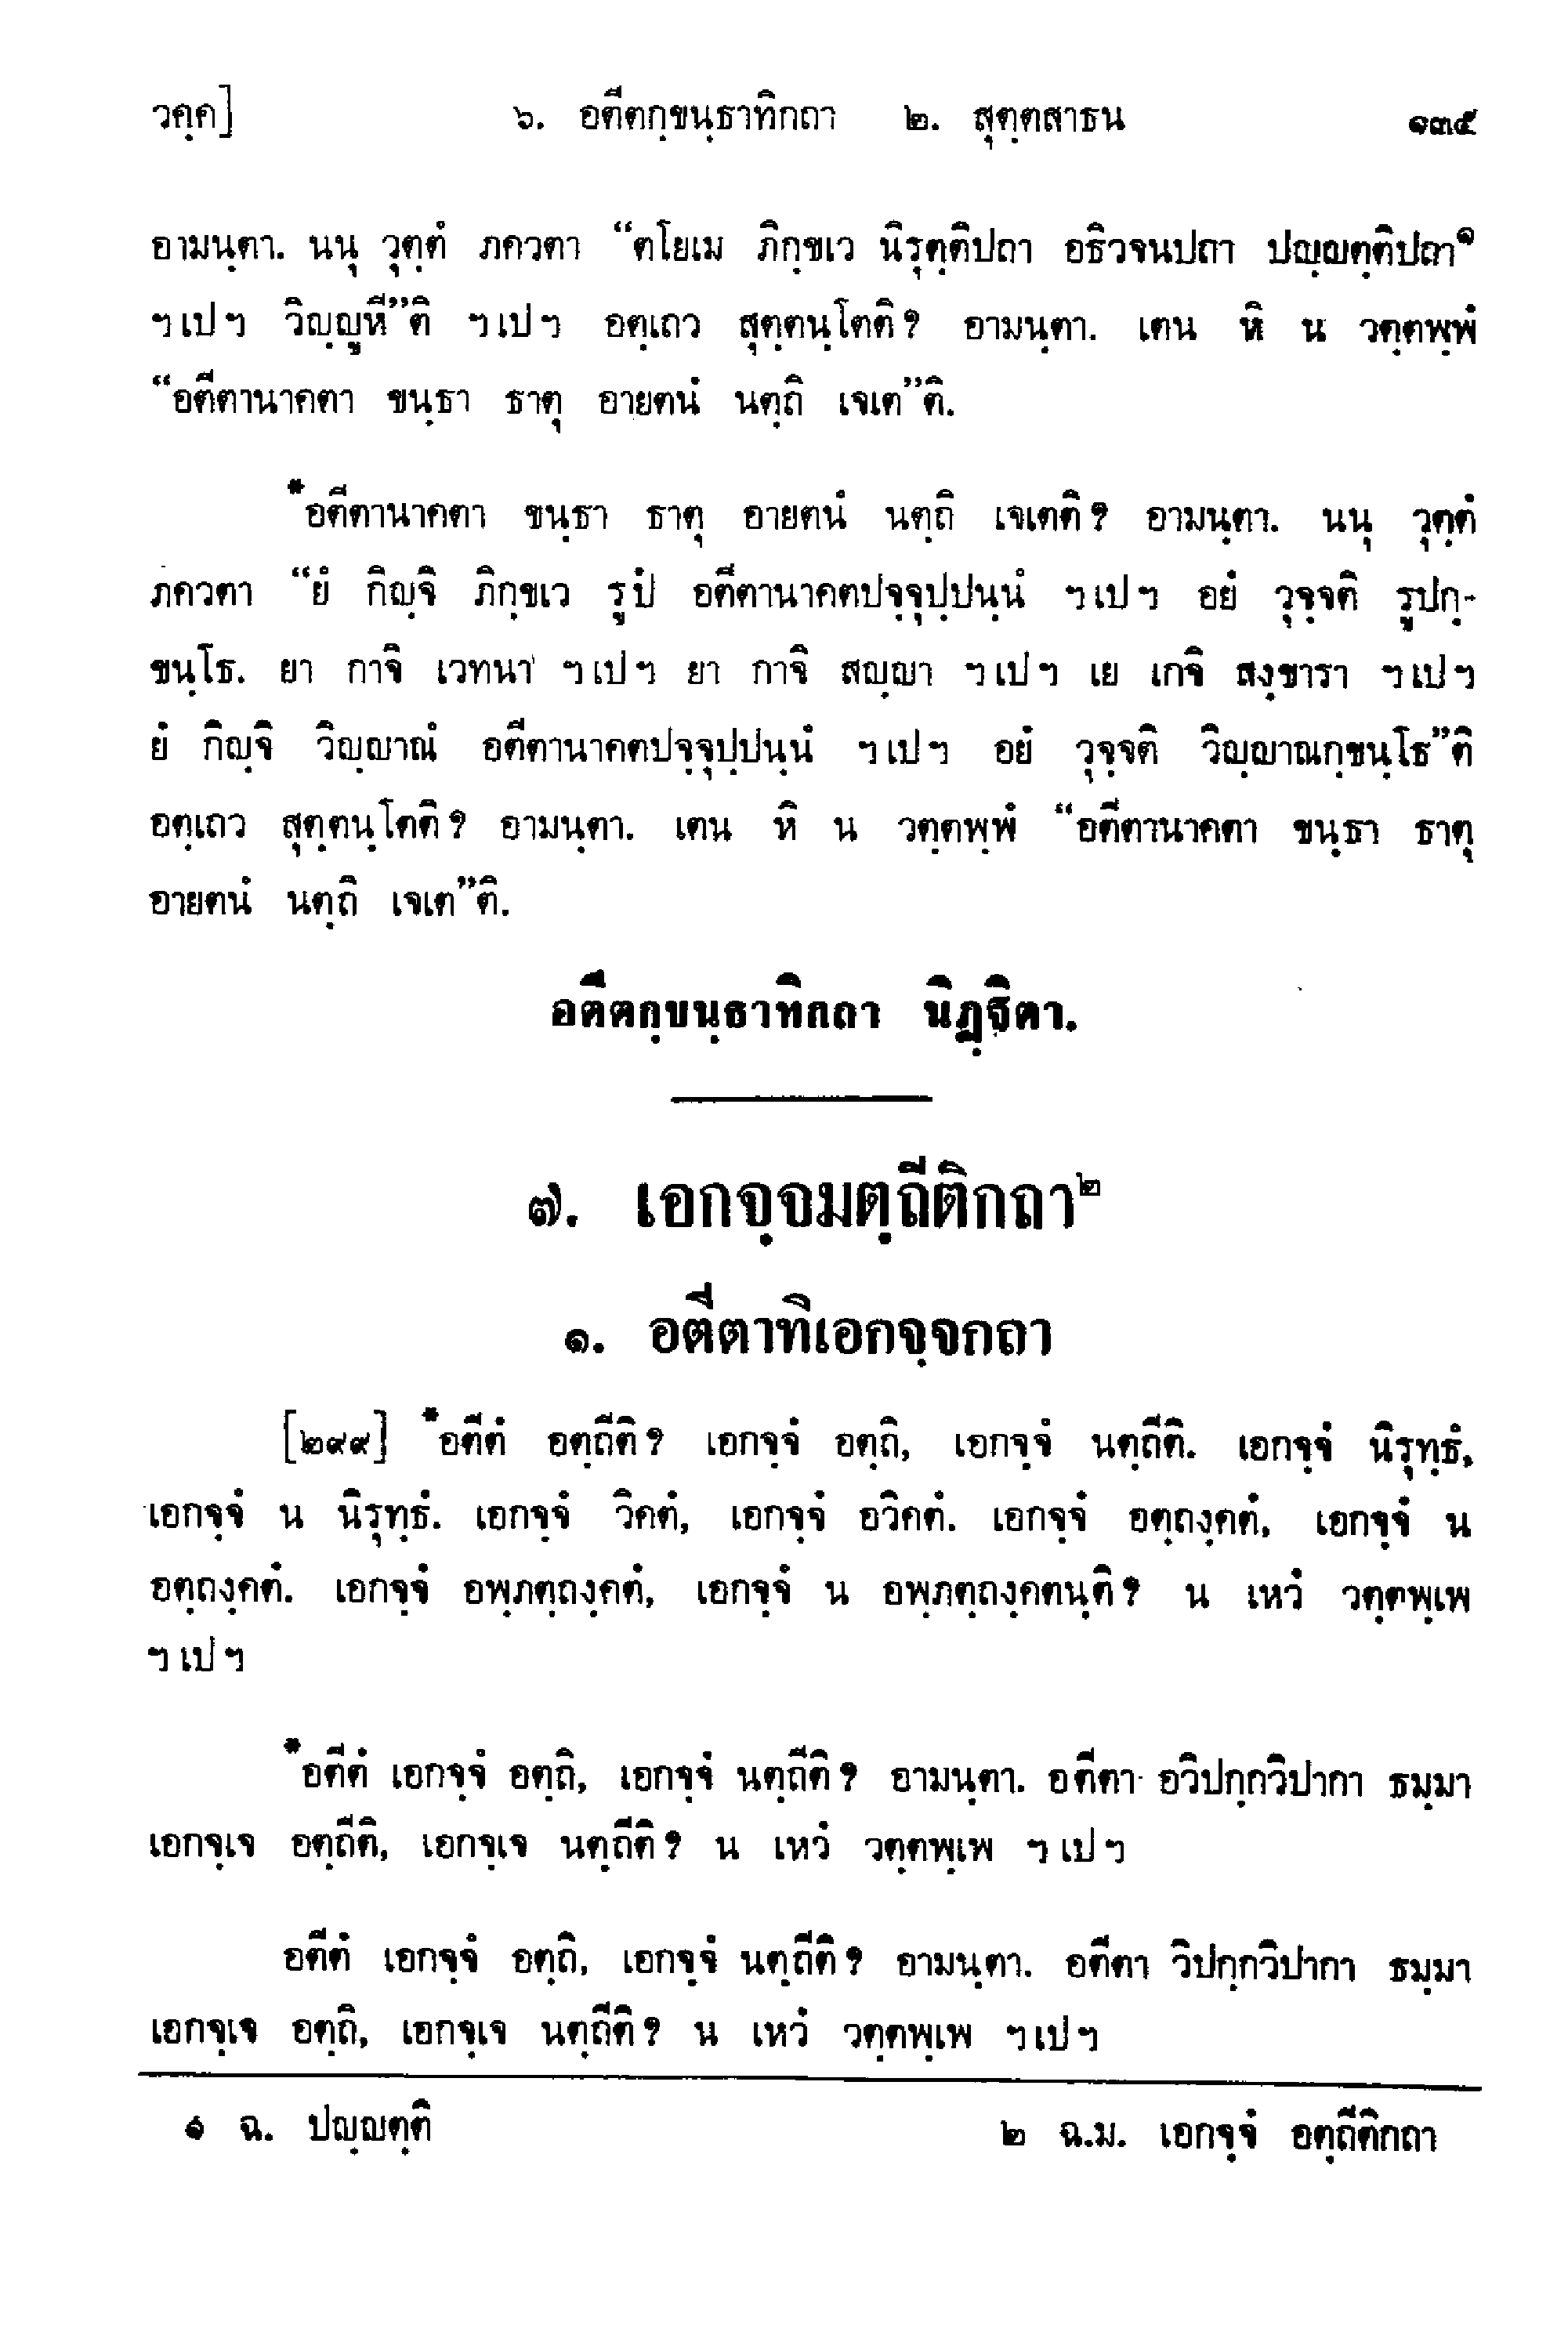 วคฺค] ๖. อตีตกฺขนฺธาทิกถา ๒. สุตฺตสาธน ๑๓๕
อามนฺตา. นนุ วุตฺตํ ภควตา “ตโยเม ภิกฺขเว นิรุตฺติปถา อธิวจนปถา ปญฺญตฺติปถา๑
ฯเปฯ วิญฺญูหี”ติ ฯเปฯ อตฺเถว สุตฺตนฺโตติ? อามนฺตา. เตน หิ น วตฺตพฺพํ
“อตีตานาคตา ขนฺธา ธาตุ อายตนํ นตฺถิ เจเต”ติ.
*อตีตานาคตา ขนฺธา ธาตุ อายตนํ นตฺถิ เจเตติ? อามนฺตา. นนุ วุตฺตํ
ภควตา “ยํ กิญฺจิ ภิกฺขเว รูปํ อตีตานาคตปจฺจุปฺปนฺนํ ฯเปฯ อยํ วุจฺจติ รูปกฺ-
ขนฺโธ. ยา กาจิ เวทนา ฯเปฯ ยา กาจิ สญฺญา ฯเปฯ เย เกจิ สงฺขารา ฯเปฯ
ยํ กิญฺจิ วิญฺญาณํ อตีตานาคตปจฺจุปฺปนฺนํ ฯเปฯ อยํ วุจฺจติ วิญฺญาณกฺขนฺโธ”ติ
อตฺเถว สุตฺตนฺโตติ? อามนฺตา. เตน หิ น วตฺตพฺพํ “อตีตานาคตา ขนฺธา ธาตุ
อายตนํ นตฺถิ เจเต”ติ.
อตีตกฺขนฺธาทิกถา นิฏฺฐิตา.
๗. เอกจฺจมตฺถีติกถา๒
๑. อตีตาทิเอกจฺจกถา
[๒๙๙] *อตีตํ อตฺถีติ? เอกจฺจํ อตฺถิ, เอกจฺจํ นตฺถีติ. เอกจฺจํ นิรุทฺธํ,
เอกจฺจํ น นิรุทฺธํ. เอกจฺจํ วิคตํ, เอกจฺจํ อวิคตํ. เอกจฺจํ อตฺถงฺคตํ, เอกจฺจํ น
อตฺถงฺคตํ. เอกจฺจํ อพฺภตฺถงฺคตํ, เอกจฺจํ น อพฺภตฺถงฺคตนฺติ? น เหวํ วตฺตพฺเพ
ฯเปฯ
*อตีตํ เอกจฺจํ อตฺถิ, เอกจฺจํ นตฺถีติ? อามนฺตา. อตีตา อวิปกฺกวิปากา ธมฺมา
เอกจฺเจ อตฺถีติ, เอกจฺเจ นตฺถีติ? น เหวํ วตฺตพฺเพ ฯเปฯ
อตีตํ เอกจฺจํ อตฺถิ, เอกจฺจํ นตฺถีติ? อามนฺตา. อตีตา วิปกฺกวิปากา ธมฺมา
เอกจฺเจ อตฺถิ, เอกจฺเจ นตฺถีติ? น เหวํ วตฺตพฺเพ ฯเปฯ
๑ ฉ. ปญฺญตฺติ ๒ ฉ.ม. เอกจฺจํ อตฺถีติกถา